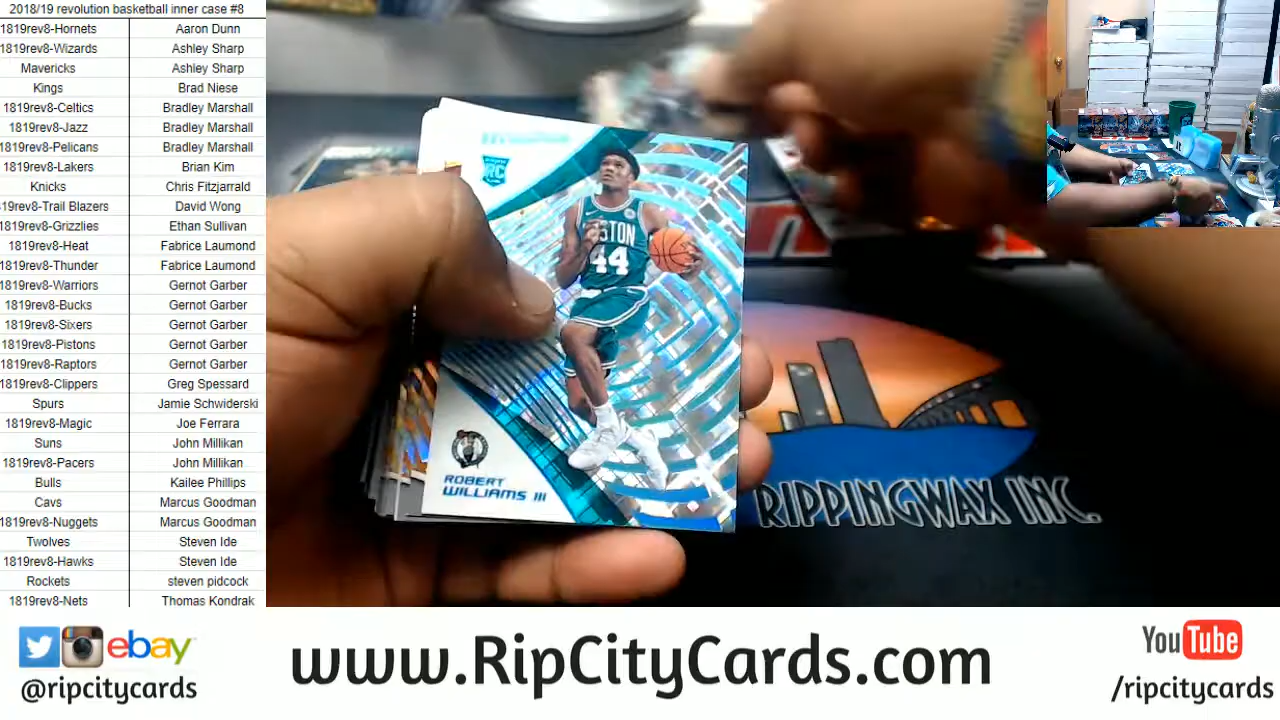 2018/19 revolution basketball inner case #8
1819rev8-Hornets Aaron Dunn
1819rev8-Wizards Ashley Sharp
Mavericks Ashley Sharp
Kings Brad Niese
1819rev8-Celtics Bradley Marshall
1819rev8-Jazz Bradley Marshall
1819rev8-Pelicans Bradley Marshall
1819rev8-Lakers Brian Kim
Knicks Chris Fitzjarrald
19rev8-Trail Blazers David Wong
1819rev8-Grizzlies Ethan Sullivan
1819rev8-Heat Fabrice Laumond
1819rev8-Thunder Fabrice Laumond
1819rev8-Warriors Gernot Garber
1819rev8-Bucks Gernot Garber
1819rev8-Sixers Gernot Garber
1819rev8-Pistons Gernot Garber
1819rev8-Raptors Gernot Garber
1819rev8-Clippers Greg Spessard
Spurs Jamie Schwiderski
1819rev8-Magic Joe Ferrara
Suns John Millikan
1819rev8-Pacers John Millikan
Bulls Kailee Phillips
Cavs Marcus Goodman
1819rev8-Nuggets Marcus Goodman
Twolves Steven Ide
1819rev8-Hawks Steven Ide
Rockets steven pidcock
1819rev8-Nets Thomas Kondrak
RC
BOSTON
44
ROBERT
WILLIAMS III
RIPPINGWAX INC.
ebay
@ripcitycards
www.RipCityCards.com
YouTube
/ripcitycards